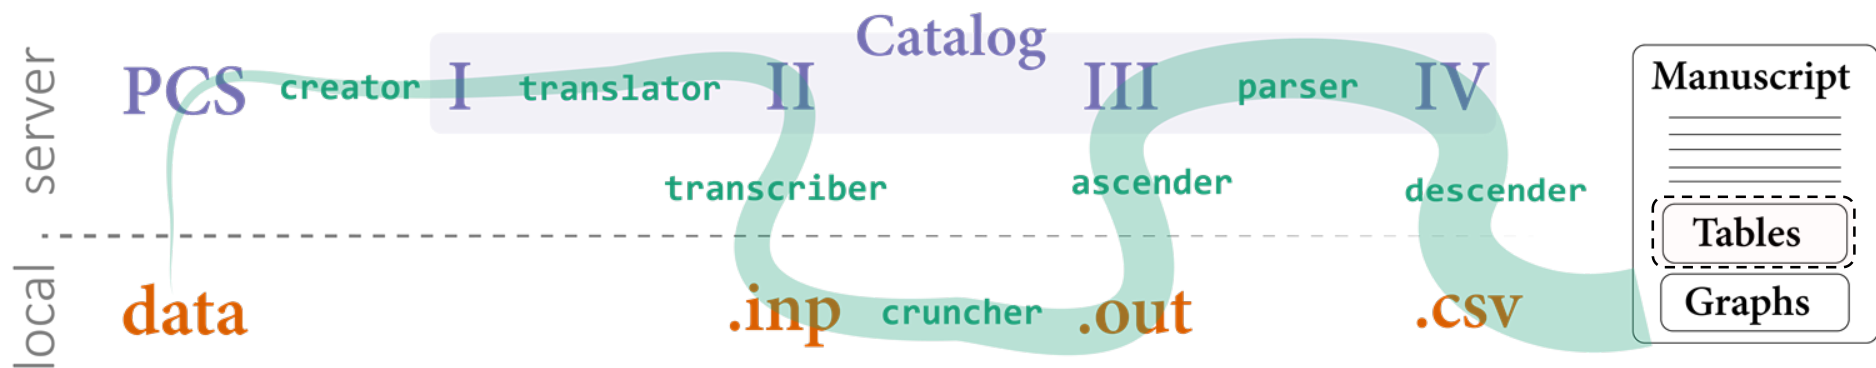 server
local
Catalog
PCS
creator
I
translator
II
III
parser
IV
transcriber
ascender
descender
data
.inp
cruncher
.out
.csv
Manuscript
Tables
Graphs